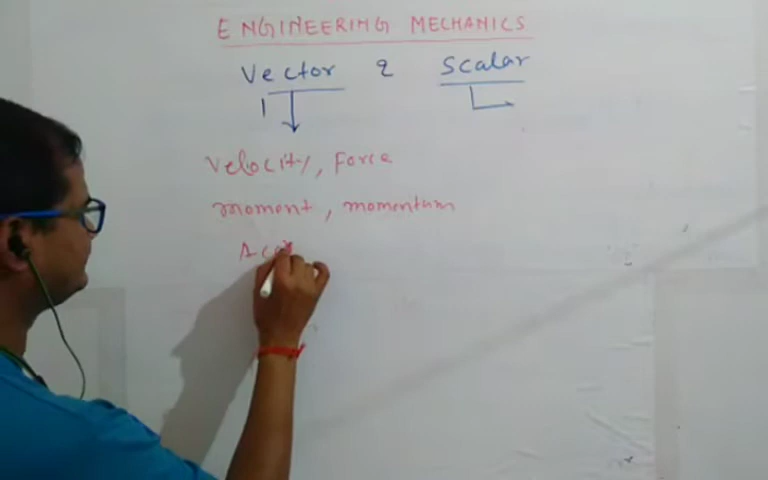 ENGINEERING MECHANICS
Vector & Scalar
Velocity, Force
moment, momentum